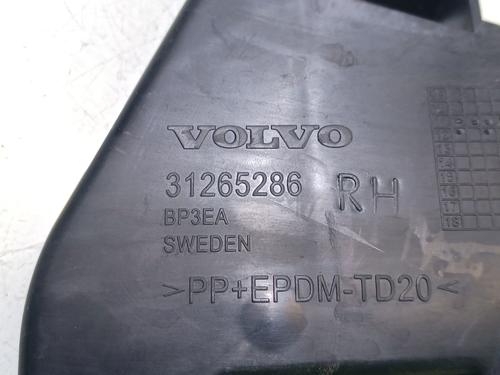 VOLVO
31265286 RH
BP3EA
SWEDEN
>PP+EPDM-TD20<